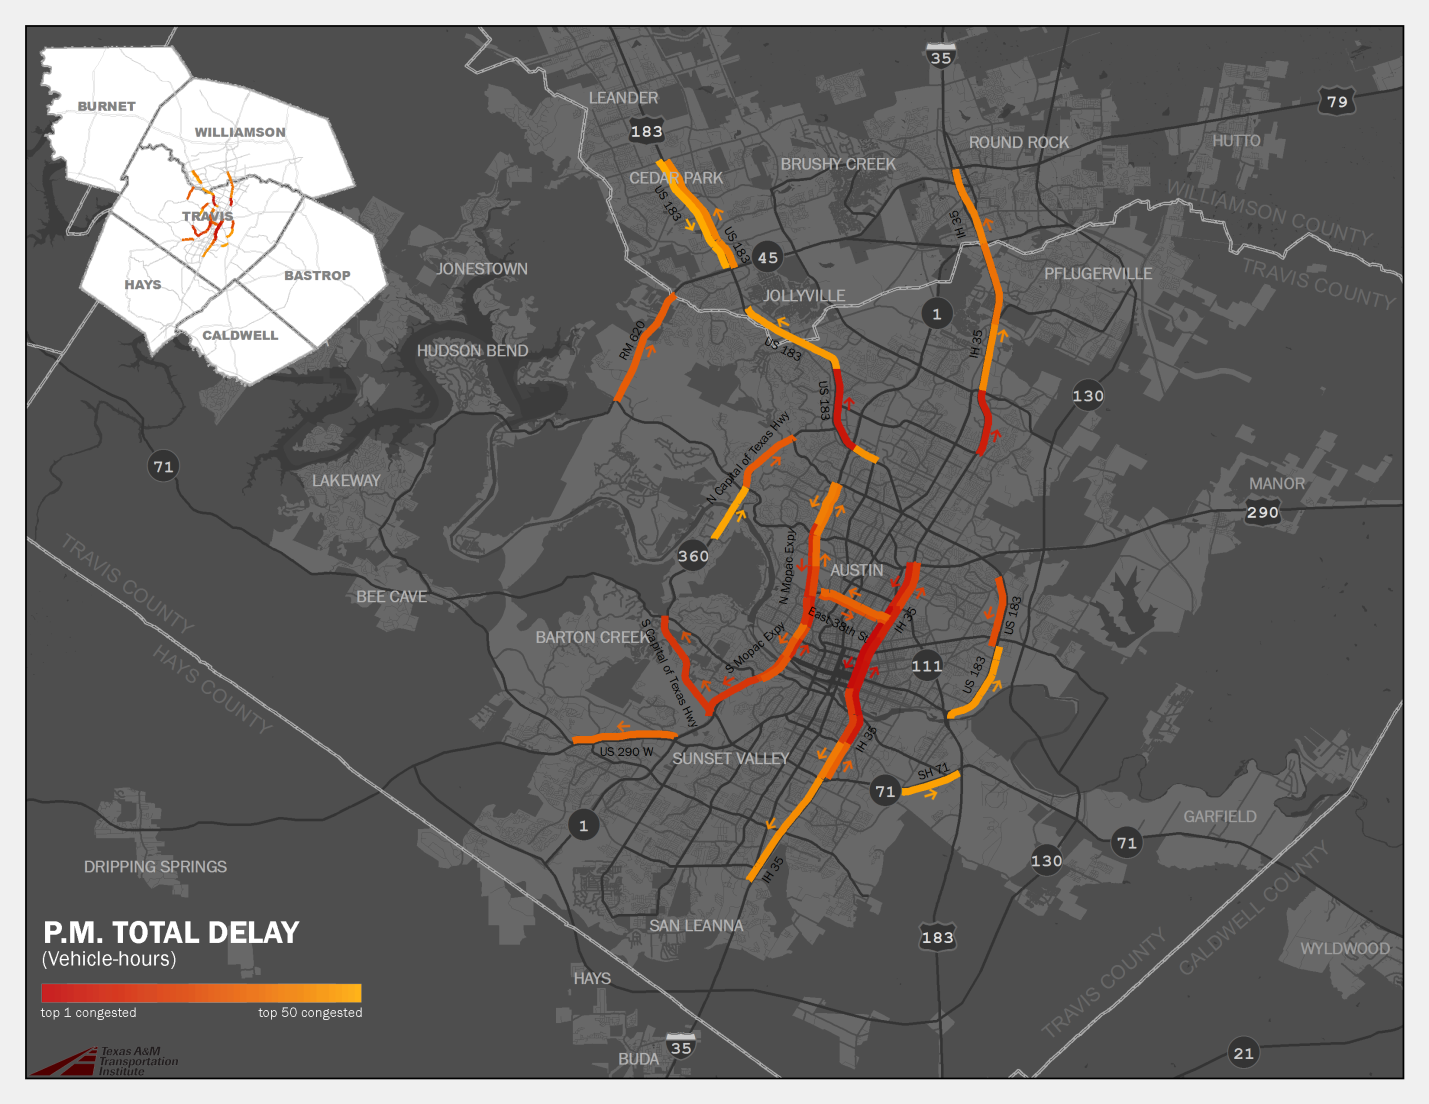 BURNET
WILLIAMSON
TRAVIS
BASTROP
HAYS
CALDWELL
35
79
LEANDER
183
ROUND ROCK
HUTTO
BRUSHY CREEK
CEDAR PARK
US 183
US 183
WILLIAMSON COUNTY
TRAVIS COUNTY
IH 35
45
JONESTOWN
PFLUGERVILLE
JOLLYVILLE
1
RM 620
US 183
IH 35
HUDSON BEND
US 183
130
71
N Capital of Texas Hwy
LAKEWAY
MANOR
290
360
N Mopac Expy
AUSTIN
TRAVIS COUNTY
HAYS COUNTY
BEE CAVE
East 38th St
IH 35
US 183
BARTON CREEK
S Capital of Texas Hwy
S Mopac Expy
111
US 183
US 290 W
SUNSET VALLEY
IH 35
SH 71
71
1
IH 35
GARFIELD
71
130
DRIPPING SPRINGS
CALDWELL COUNTY
TRAVIS COUNTY
SAN LEANNA
183
WYLDWOOD
P.M. TOTAL DELAY
(Vehicle-hours)
top 1 congested
top 50 congested
HAYS
BUDA
35
21
Texas A&M
Transportation
Institute